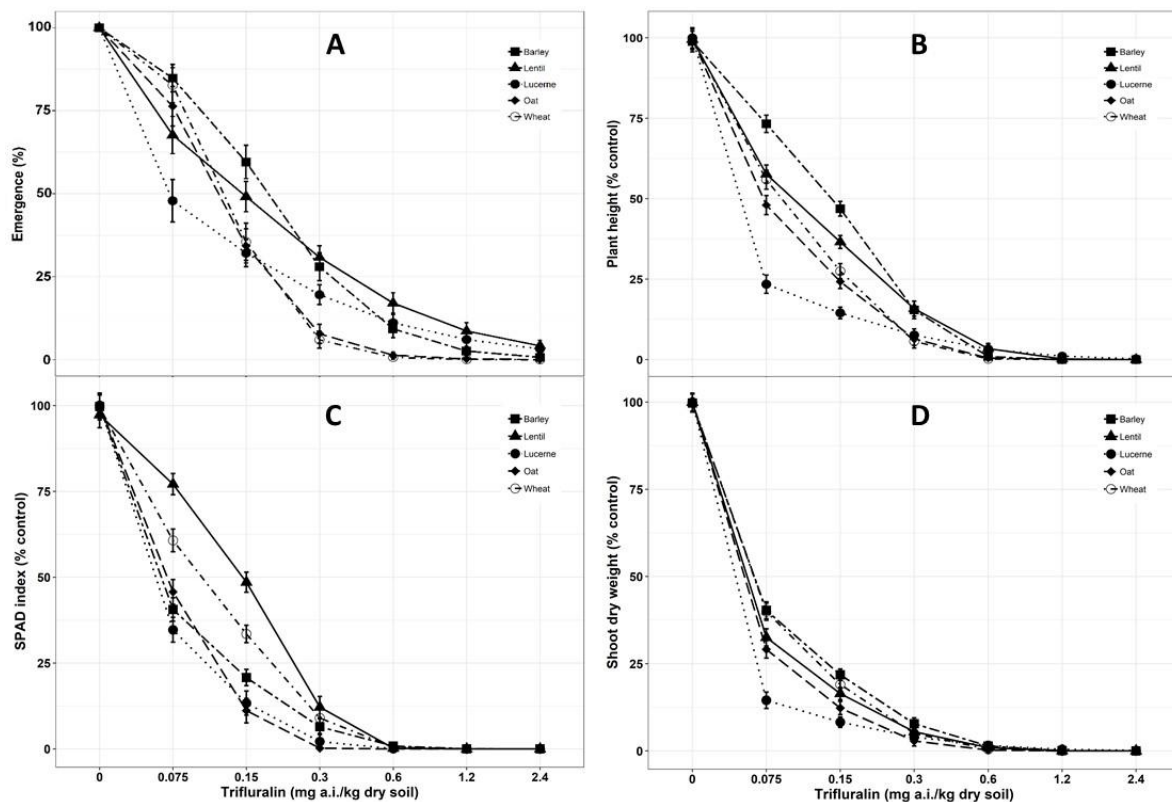 A
Emergence (%)
100
75
50
25
0
Barley
Lentil
Lucerne
Oat
Wheat
B
Plant height (% control)
100
75
50
25
0
Barley
Lentil
Lucerne
Oat
Wheat
C
SPAD index (% control)
100
75
50
25
0
Barley
Lentil
Lucerne
Oat
Wheat
0 0.075 0.15 0.3 0.6 1.2 2.4
Trifluralin (mg a.i./kg dry soil)
D
Shoot dry weight (% control)
100
75
50
25
0
Barley
Lentil
Lucerne
Oat
Wheat
0 0.075 0.15 0.3 0.6 1.2 2.4
Trifluralin (mg a.i./kg dry soil)